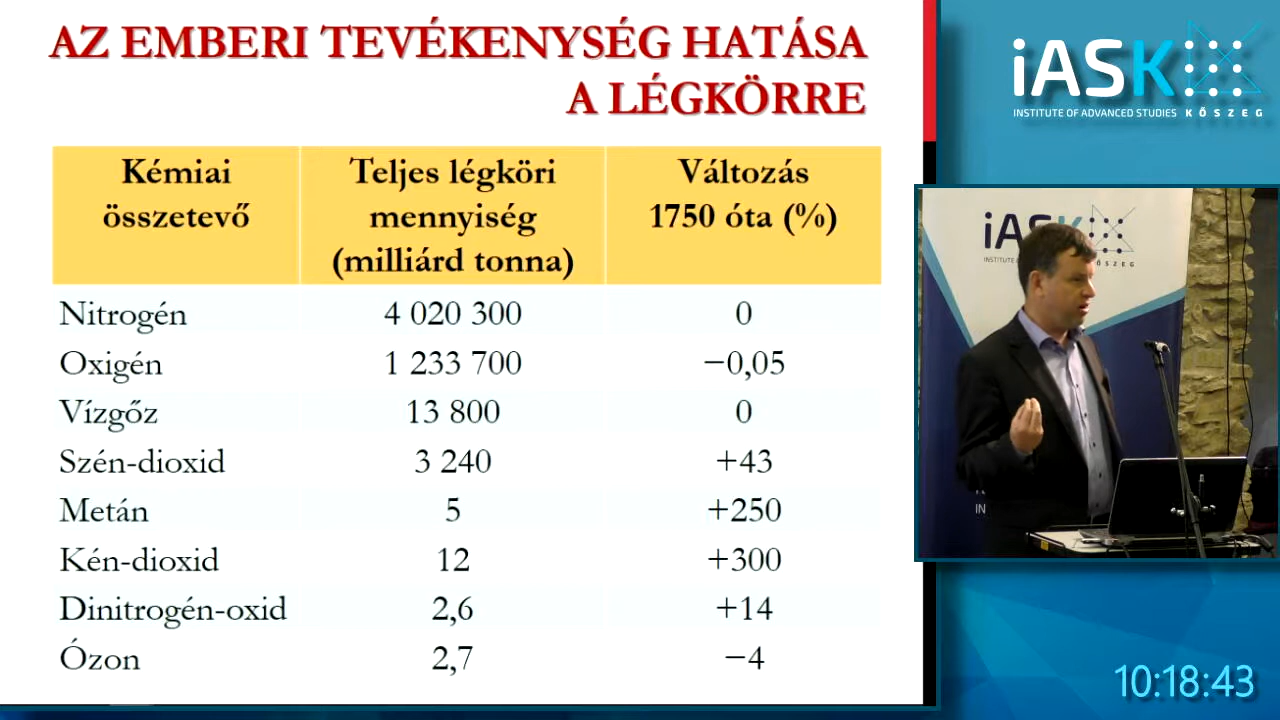 AZ EMBERI TEVÉKENYSÉG HATÁSA
A LÉGKÖRRE
Kémiai összetevő Teljes légköri mennyiség (milliárd tonna) Változás 1750 óta (%)
Nitrogén 4 020 300 0
Oxigén 1 233 700 −0,05
Vízgőz 13 800 0
Szén-dioxid 3 240 +43
Metán 5 +250
Kén-dioxid 12 +300
Dinitrogén-oxid 2,6 +14
Ózon 2,7 −4
iASK
INSTITUTE OF ADVANCED STUDIES KŐSZEG
iASK
10:18:43